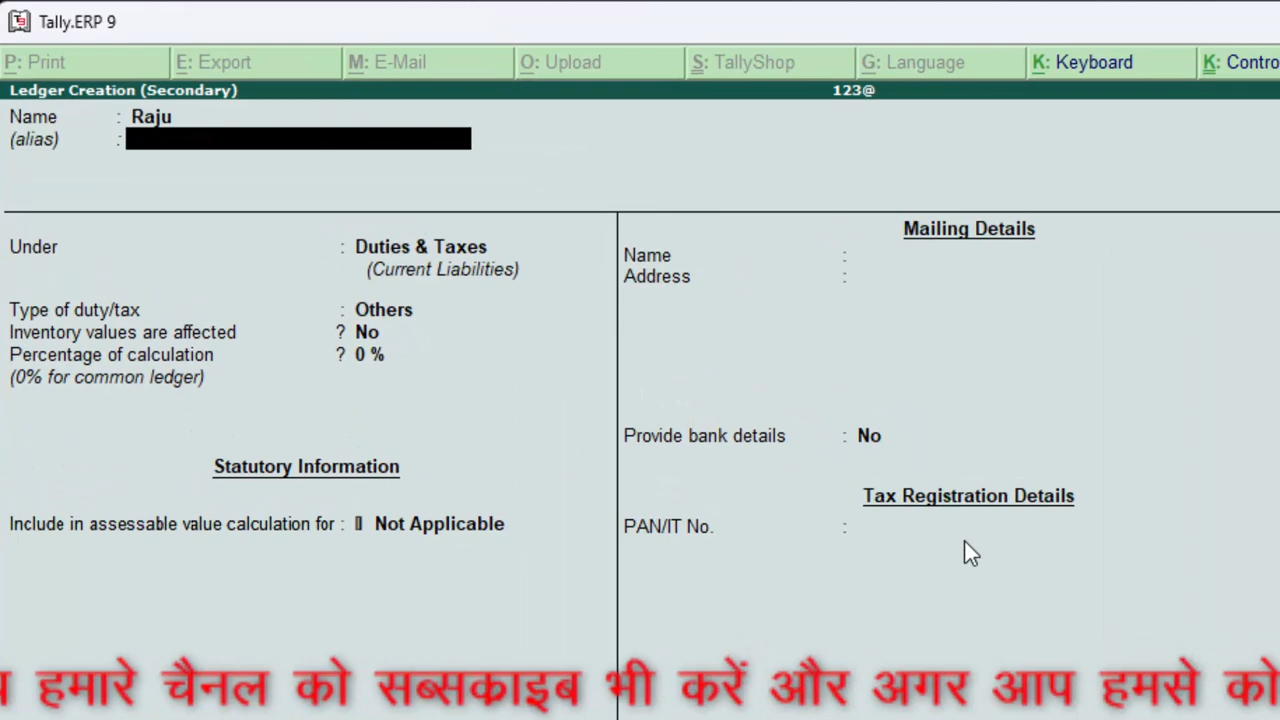 Tally.ERP 9
P: Print E: Export M: E-Mail O: Upload S: TallyShop G: Language K: Keyboard K: Contro
Ledger Creation (Secondary) 123@
Name : Raju
(alias) :
Under : Duties & Taxes
(Current Liabilities)
Type of duty/tax : Others
Inventory values are affected ? No
Percentage of calculation ? 0 %
(0% for common ledger)
Statutory Information
Include in assessable value calculation for : Not Applicable
Mailing Details
Name :
Address :
Provide bank details : No
Tax Registration Details
PAN/IT No. :
हमारे चैनल को सब्सक्राइब भी करें और अगर आप हमसे को